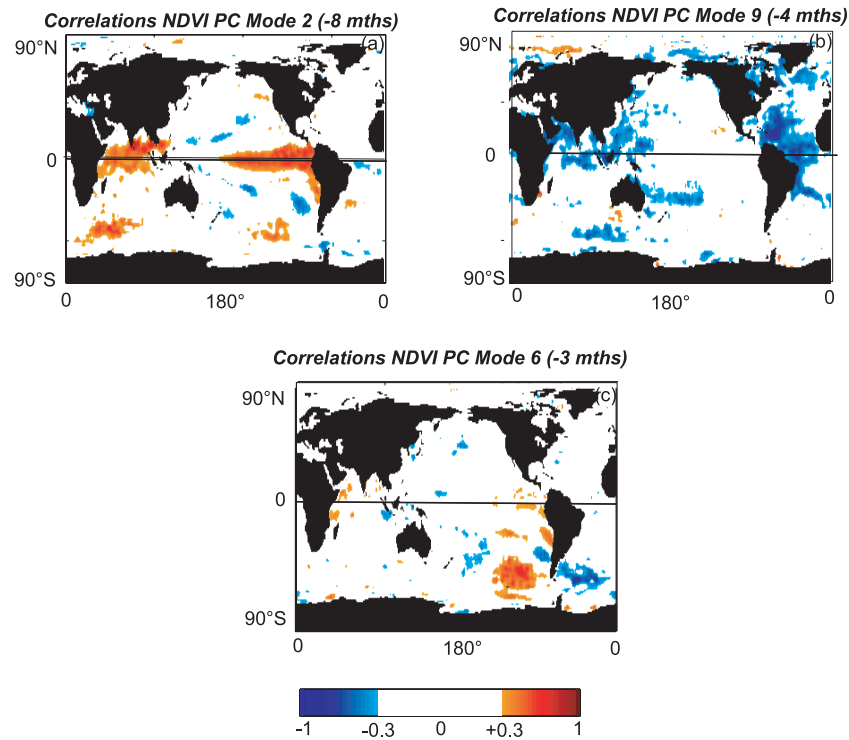 Correlations NDVI PC Mode 2 (-8 mths)
(a)
90°N
0
90°S
0
180°
0
Correlations NDVI PC Mode 9 (-4 mths)
(b)
90°N
0
90°S
0
180°
0
Correlations NDVI PC Mode 6 (-3 mths)
(c)
90°N
0
90°S
0
180°
0
-1
-0.3
0
+0.3
1